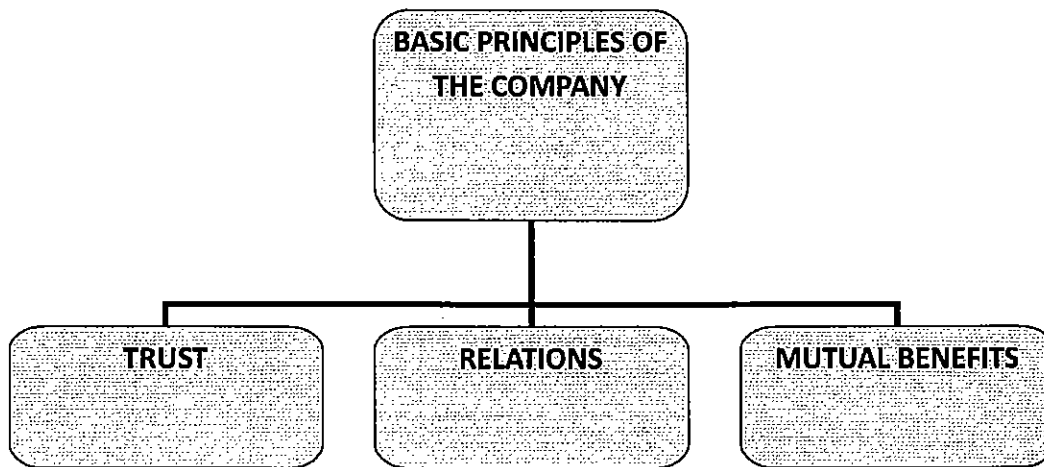 BASIC PRINCIPLES OF
THE COMPANY
TRUST
RELATIONS
MUTUAL BENEFITS